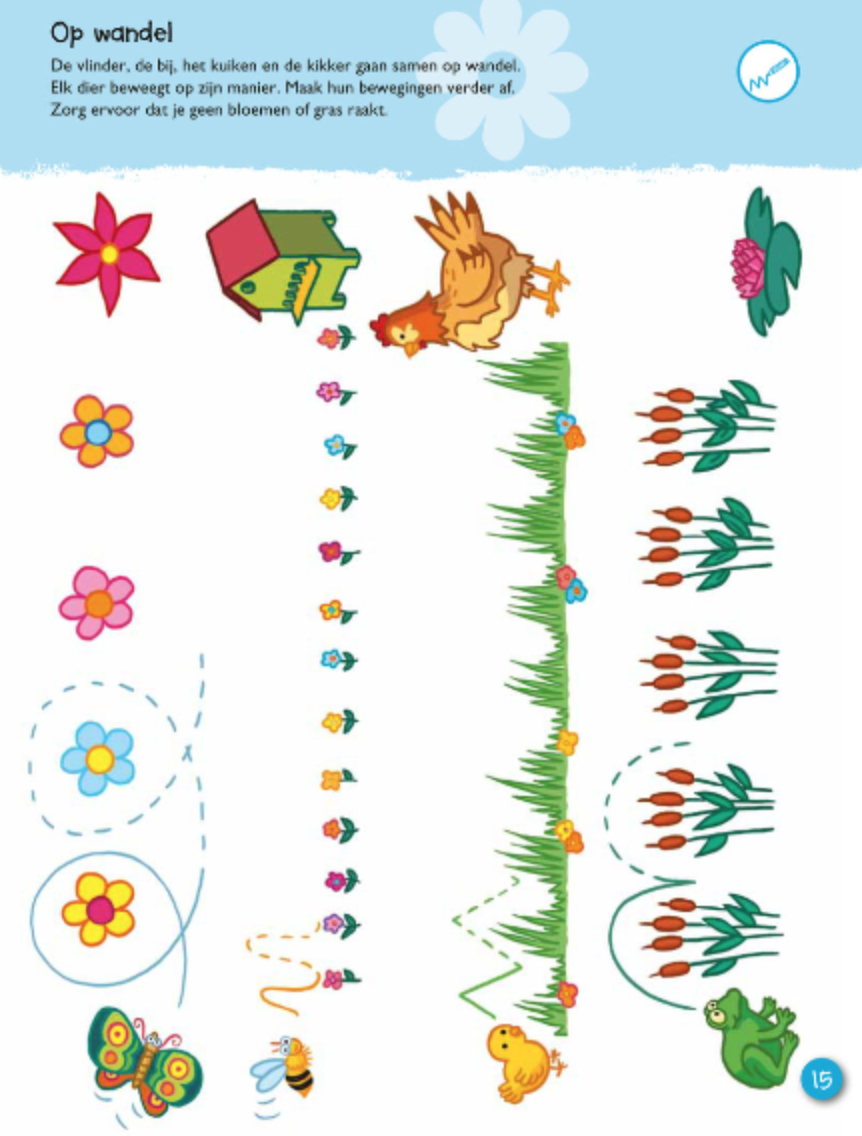 Op wandel
De vlinder, de bij, het kuiken en de kikker gaan samen op wandel.
Elk dier beweegt op zijn manier. Maak hun bewegingen verder af.
Zorg ervoor dat je geen bloemen of gras raakt.
15